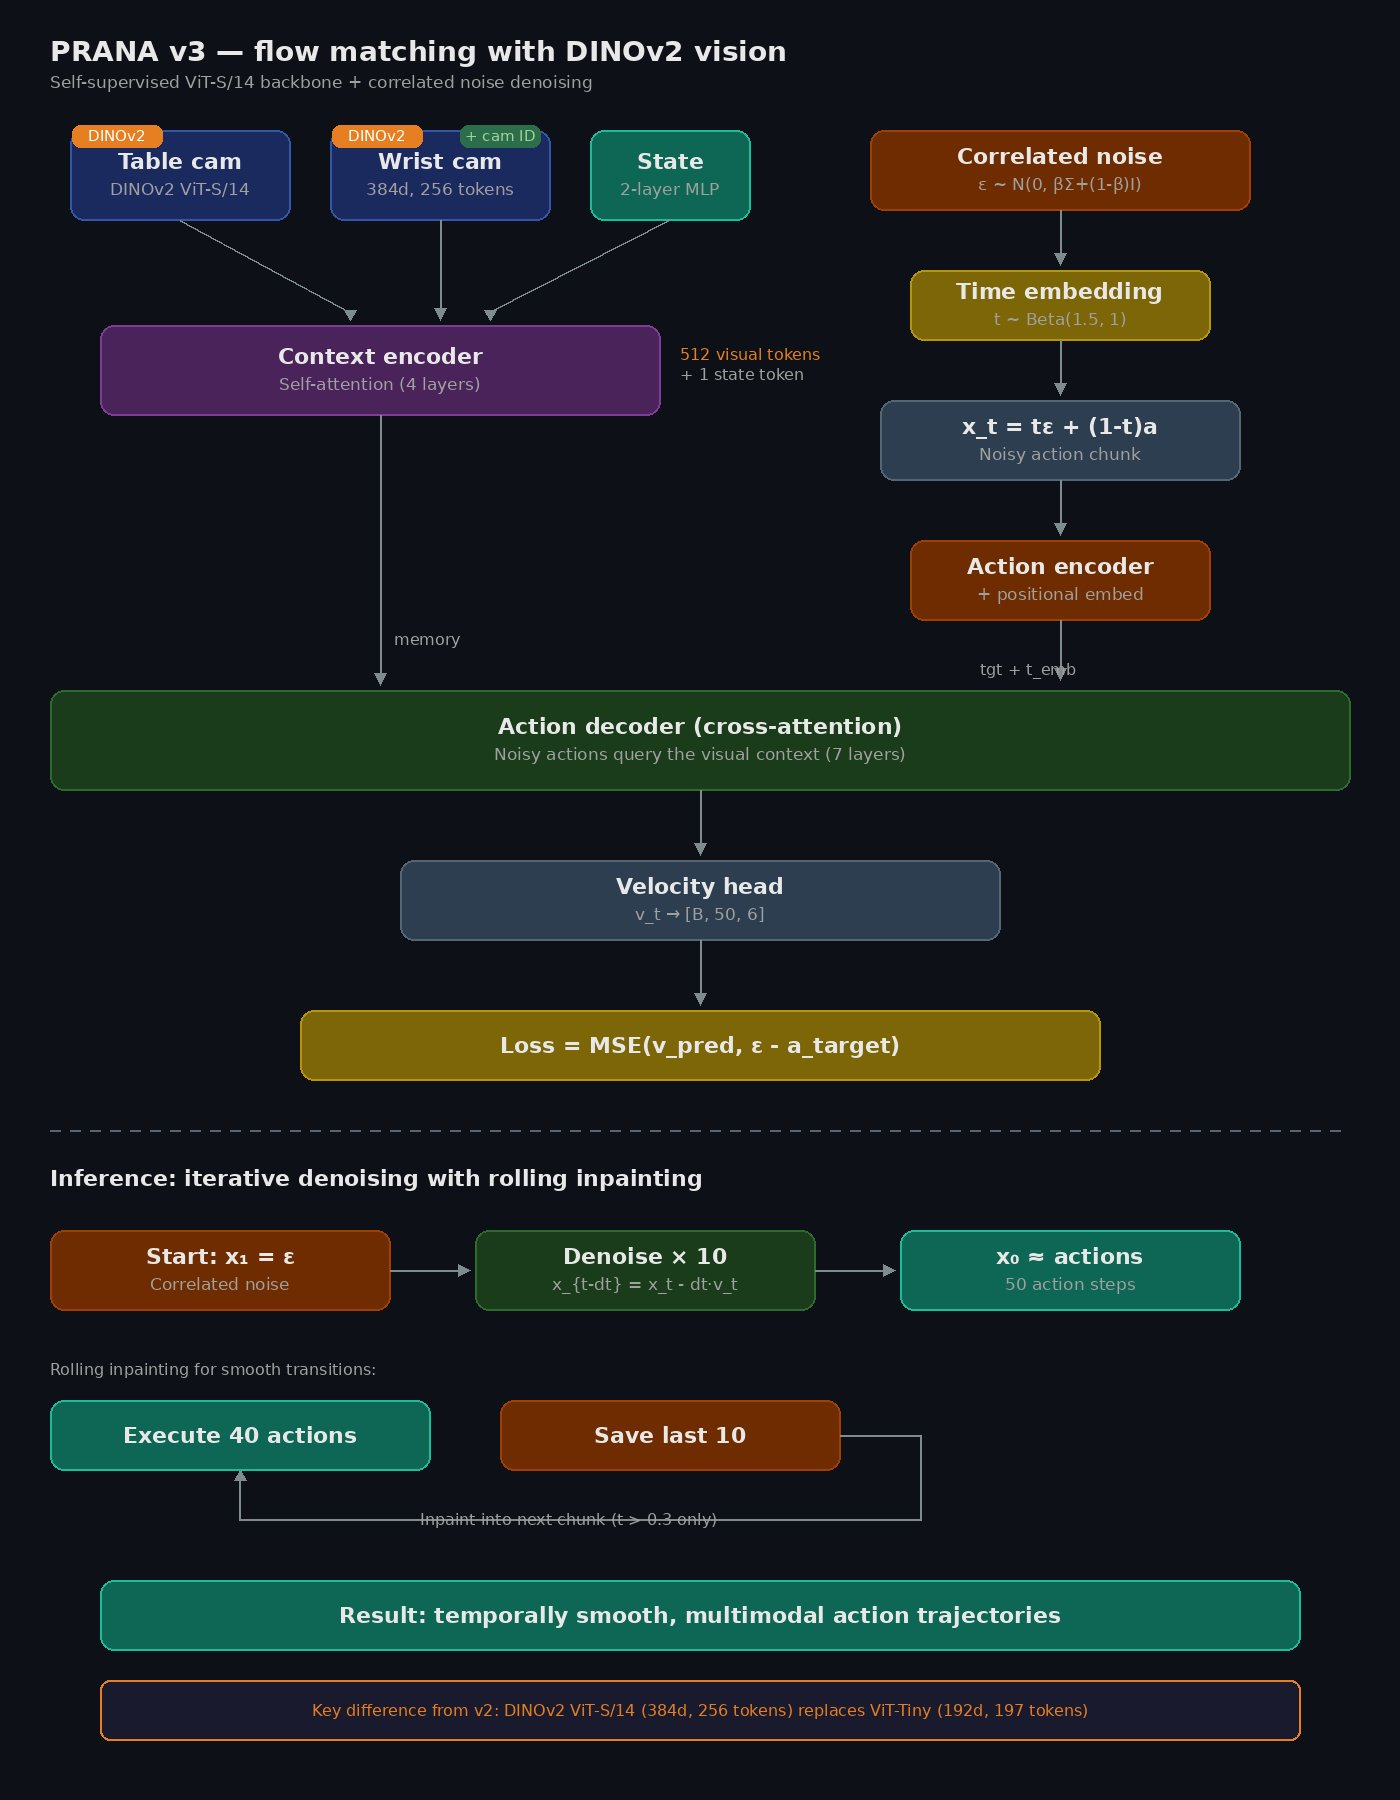 PRANA v3 — flow matching with DINOv2 vision
Self-supervised ViT-S/14 backbone + correlated noise denoising
DINOv2
Table cam
DINOv2 ViT-S/14
DINOv2
+ cam ID
Wrist cam
384d, 256 tokens
State
2-layer MLP
Correlated noise
ε ~ N(0, βΣ+(1-β)I)
Time embedding
t ~ Beta(1.5, 1)
Context encoder
Self-attention (4 layers)
512 visual tokens
+ 1 state token
x_t = tε + (1-t)a
Noisy action chunk
Action encoder
+ positional embed
memory
tgt + t_emb
Action decoder (cross-attention)
Noisy actions query the visual context (7 layers)
Velocity head
v_t → [B, 50, 6]
Loss = MSE(v_pred, ε - a_target)
Inference: iterative denoising with rolling inpainting
Start: x₁ = ε
Correlated noise
Denoise × 10
x_{t-dt} = x_t - dt·v_t
x₀ ≈ actions
50 action steps
Rolling inpainting for smooth transitions:
Execute 40 actions
Save last 10
Inpaint into next chunk (t > 0.3 only)
Result: temporally smooth, multimodal action trajectories
Key difference from v2: DINOv2 ViT-S/14 (384d, 256 tokens) replaces ViT-Tiny (192d, 197 tokens)